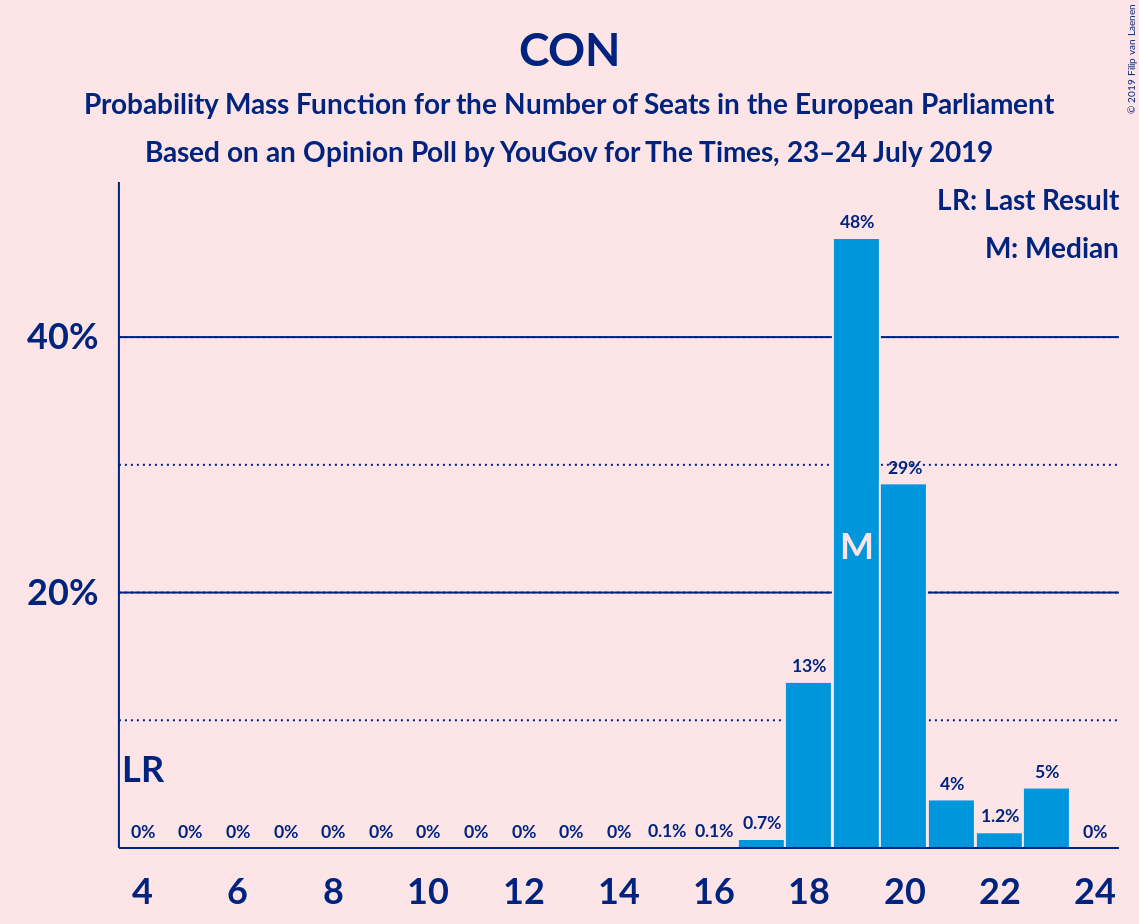 CON
Probability Mass Function for the Number of Seats in the European Parliament
Based on an Opinion Poll by YouGov for The Times, 23–24 July 2019
© 2019 Filip van Laenen
LR: Last Result
M: Median
48%
40%
29%
M
20%
13%
LR
0% 0% 0% 0% 0% 0% 0% 0% 0% 0% 0% 0.1% 0.1% 0.7% 4% 1.2% 5% 0%
4 6 8 10 12 14 16 18 20 22 24